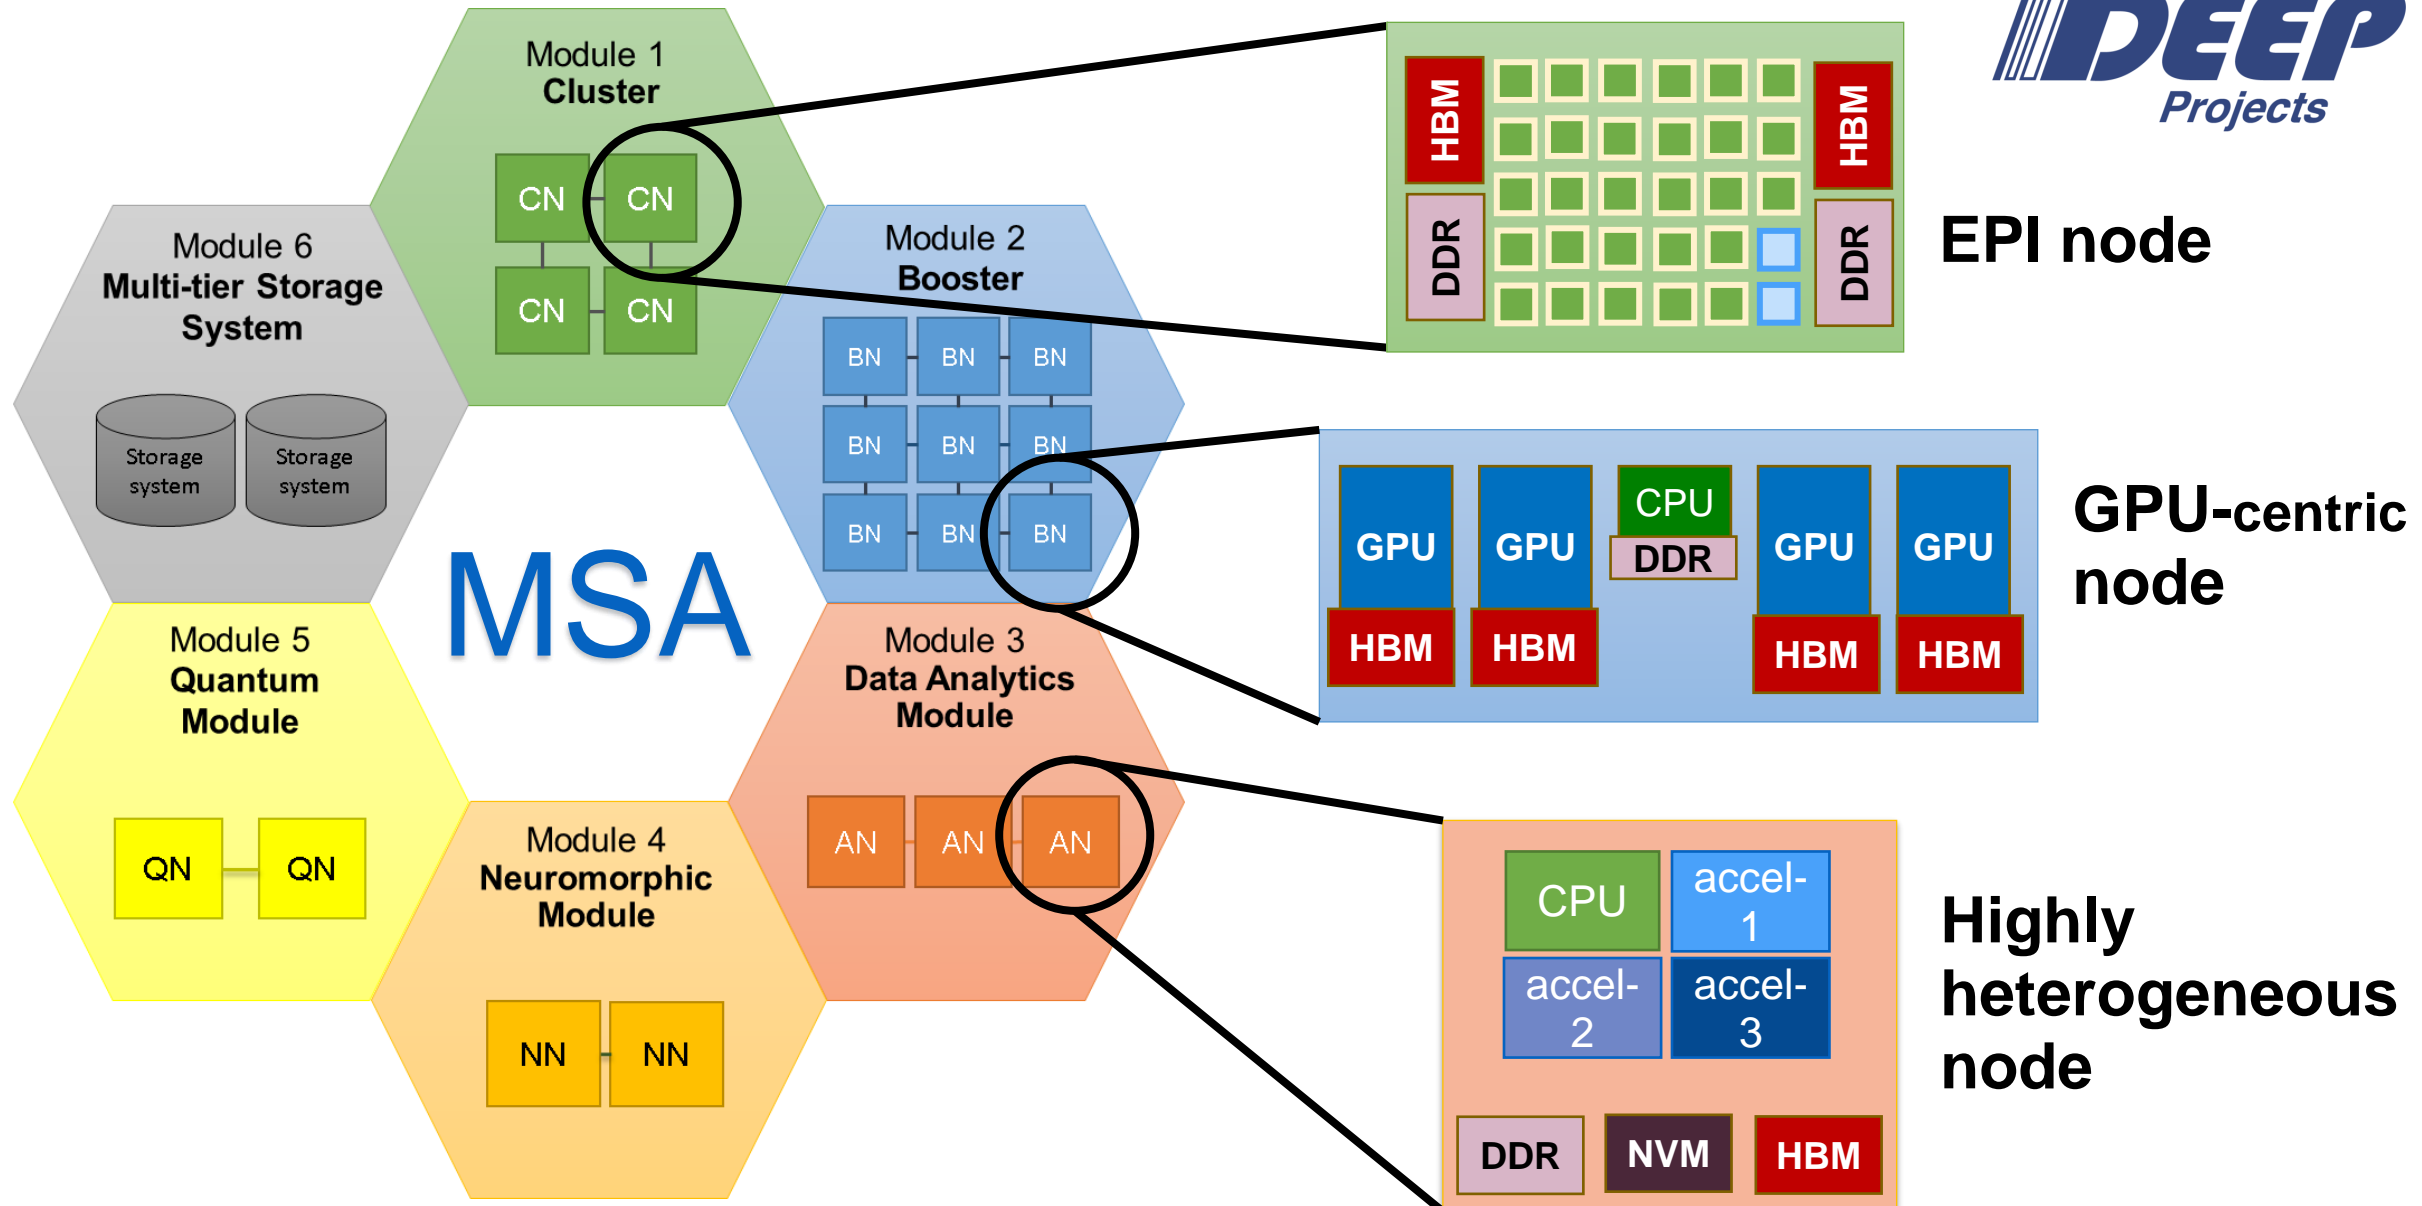 DEEP
Projects
Module 1
Cluster
CN
CN
CN
CN
Module 2
Booster
BN
BN
BN
BN
BN
BN
BN
BN
BN
Module 3
Data Analytics
Module
AN
AN
AN
Module 4
Neuromorphic
Module
NN
NN
Module 5
Quantum
Module
QN
QN
Module 6
Multi-tier Storage
System
Storage
system
Storage
system
MSA
HBM
DDR
HBM
DDR
EPI node
GPU
HBM
GPU
HBM
CPU
DDR
GPU
HBM
GPU
HBM
GPU-centric
node
CPU
accel-
1
accel-
2
accel-
3
DDR
NVM
HBM
Highly
heterogeneous
node